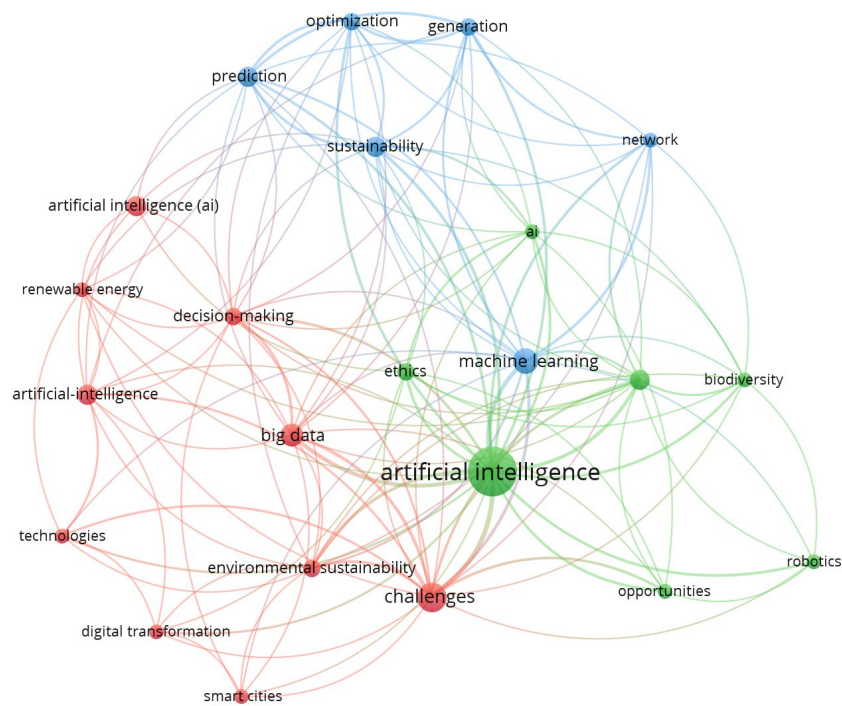 optimization
generation
prediction
network
sustainability
artificial intelligence (ai)
ai
renewable energy
decision-making
machine learning
ethics
biodiversity
artificial-intelligence
big data
artificial intelligence
technologies
environmental sustainability
robotics
opportunities
challenges
digital transformation
smart cities